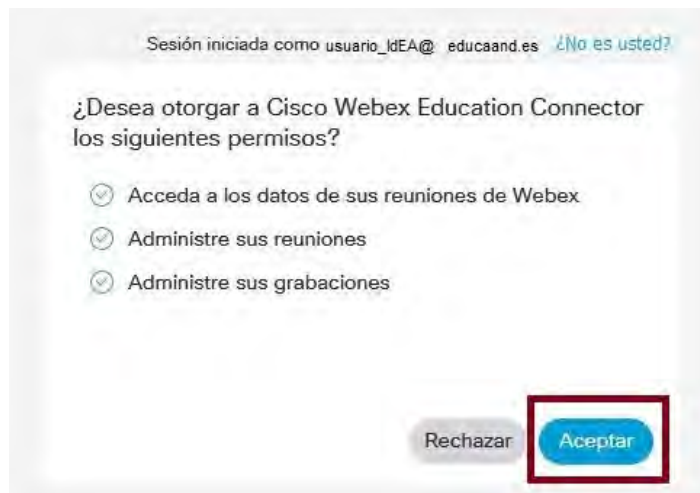 Sesión iniciada como usuario_IdEA@ educaand.es ¿No es usted?
¿Desea otorgar a Cisco Webex Education Connector
los siguientes permisos?
Acceda a los datos de sus reuniones de Webex
Administre sus reuniones
Administre sus grabaciones
Rechazar Aceptar